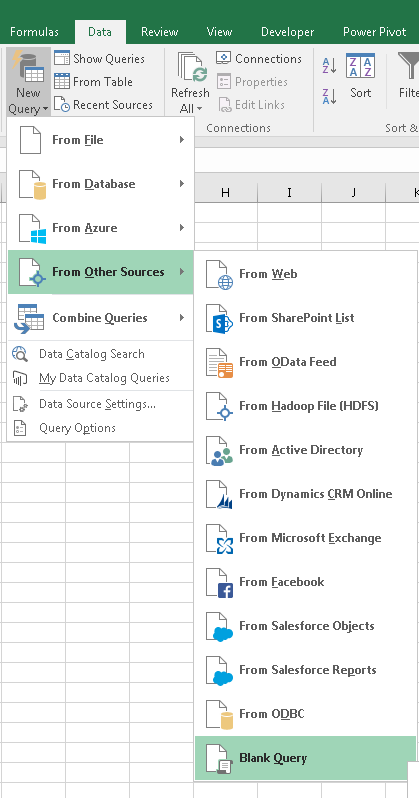 Formulas Data Review View Developer Power Pivot
New Query
Show Queries
From Table
Recent Sources
Refresh All
Connections
Properties
Edit Links
Connections
Sort
Filte
Sort &
From File
From Database
From Azure
From Other Sources
Combine Queries
Data Catalog Search
My Data Catalog Queries
Data Source Settings...
Query Options
H I J K
From Web
From SharePoint List
From OData Feed
From Hadoop File (HDFS)
From Active Directory
From Dynamics CRM Online
From Microsoft Exchange
From Facebook
From Salesforce Objects
From Salesforce Reports
From ODBC
Blank Query